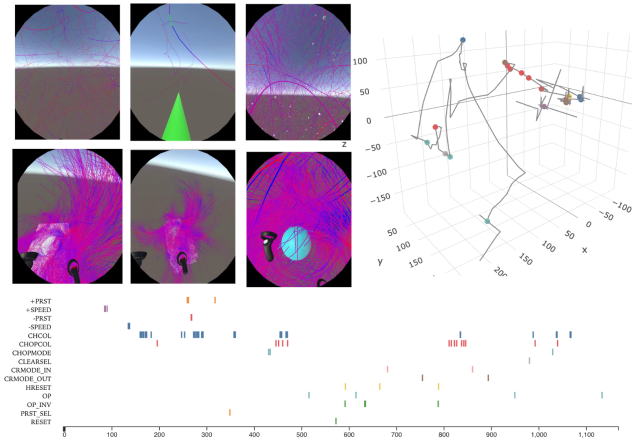 100
50
0
−50
−100
−150
z
50
100
150
y
200
150
100
50
0
−50
−100
x
+PRST
+SPEED
-PRST
-SPEED
CHCOL
CHOPCOL
CHOPMODE
CLEARSEL
CRMODE_IN
CRMODE_OUT
HRESET
OP
OP_INV
PRST_SEL
RESET
0 100 200 300 400 500 600 700 800 900 1,000 1,100